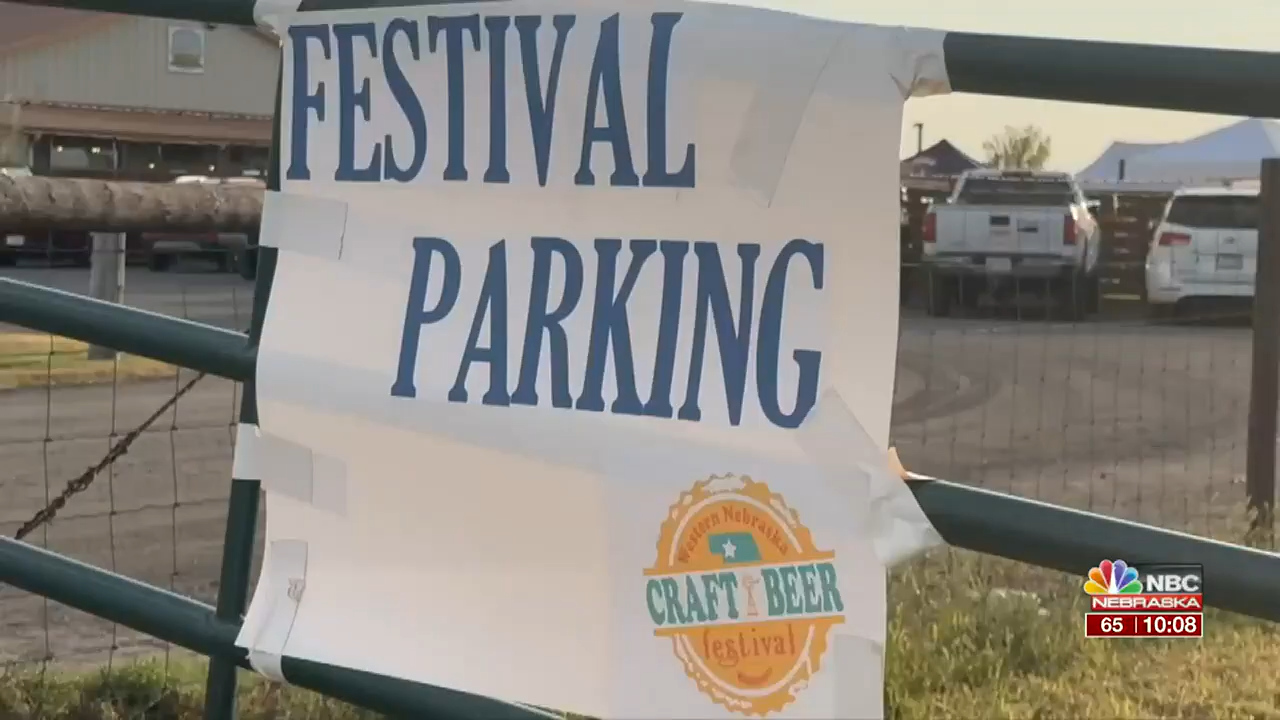 FESTIVAL
PARKING
Western Nebraska
CRAFT BEER
festival
NBC
NEBRASKA
65 10:08